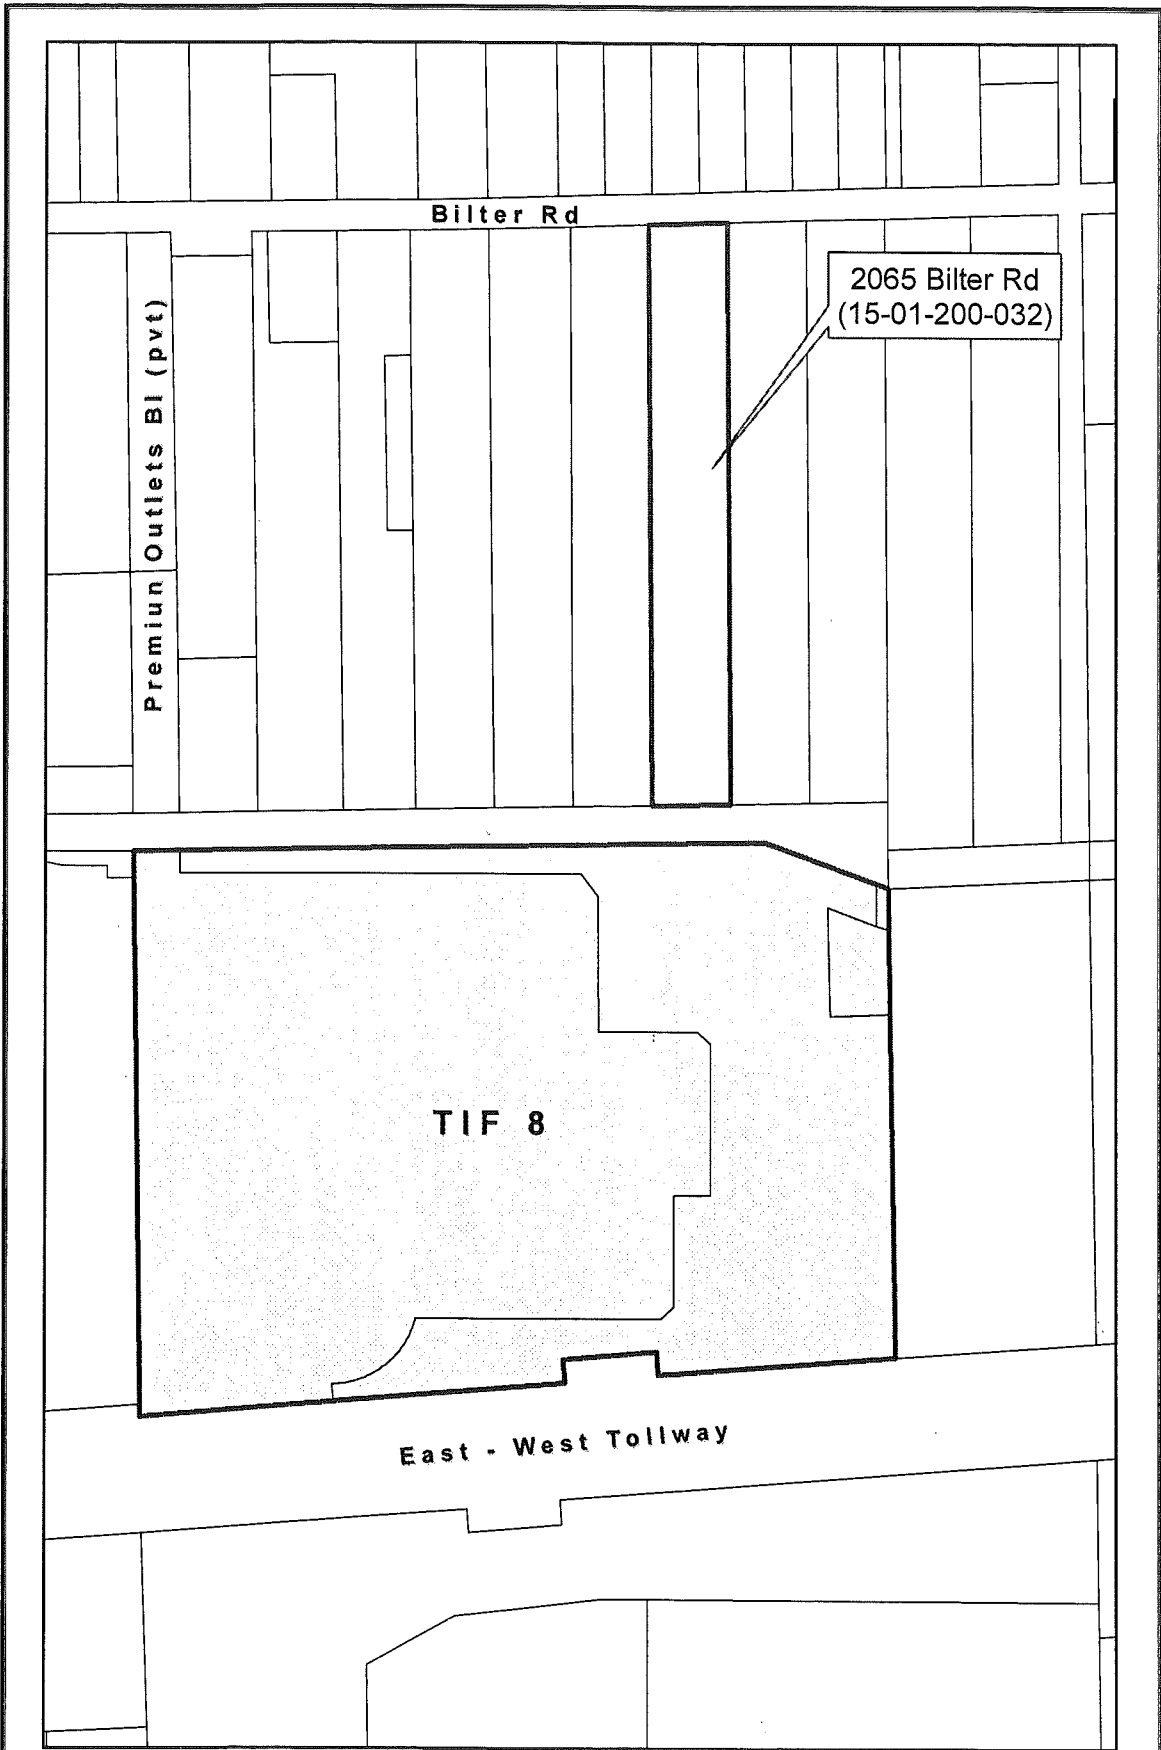 Bilter Rd
2065 Bilter Rd
(15-01-200-032)
Premiun Outlets Bl (pvt)
TIF 8
East - West Tollway